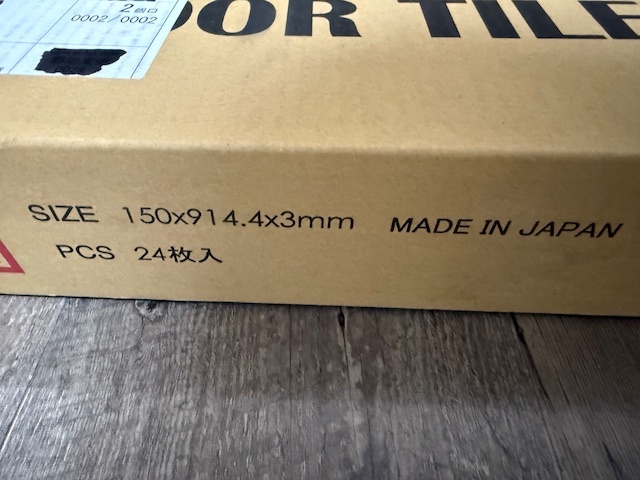 2個口
0002/0002
OOR TILE
SIZE 150x914.4x3mm MADE IN JAPAN
PCS 24枚入